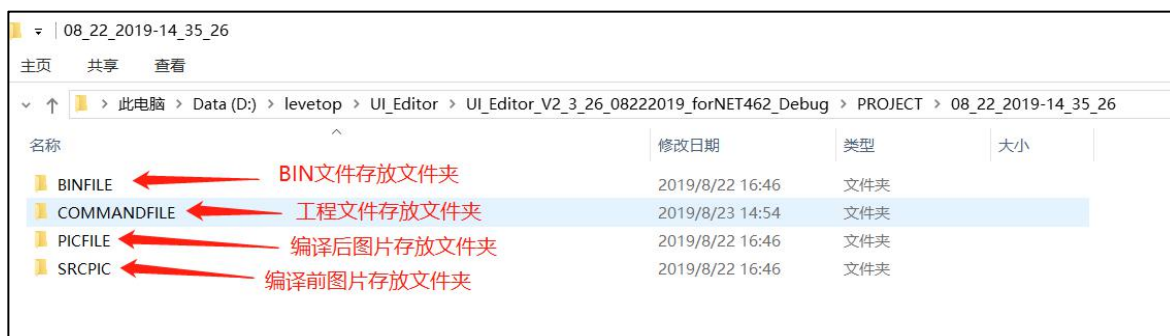 08_22_2019-14_35_26
主页 共享 查看
此电脑 > Data (D:) > levetop > UI_Editor > UI_Editor_V2_3_26_08222019_forNET462_Debug > PROJECT > 08_22_2019-14_35_26
名称 修改日期 类型 大小
BINFILE BIN文件存放文件夹 2019/8/22 16:46 文件夹
COMMANDFILE 工程文件存放文件夹 2019/8/23 14:54 文件夹
PICFILE 编译后图片存放文件夹 2019/8/22 16:46 文件夹
SRCPIC 编译前图片存放文件夹 2019/8/22 16:46 文件夹